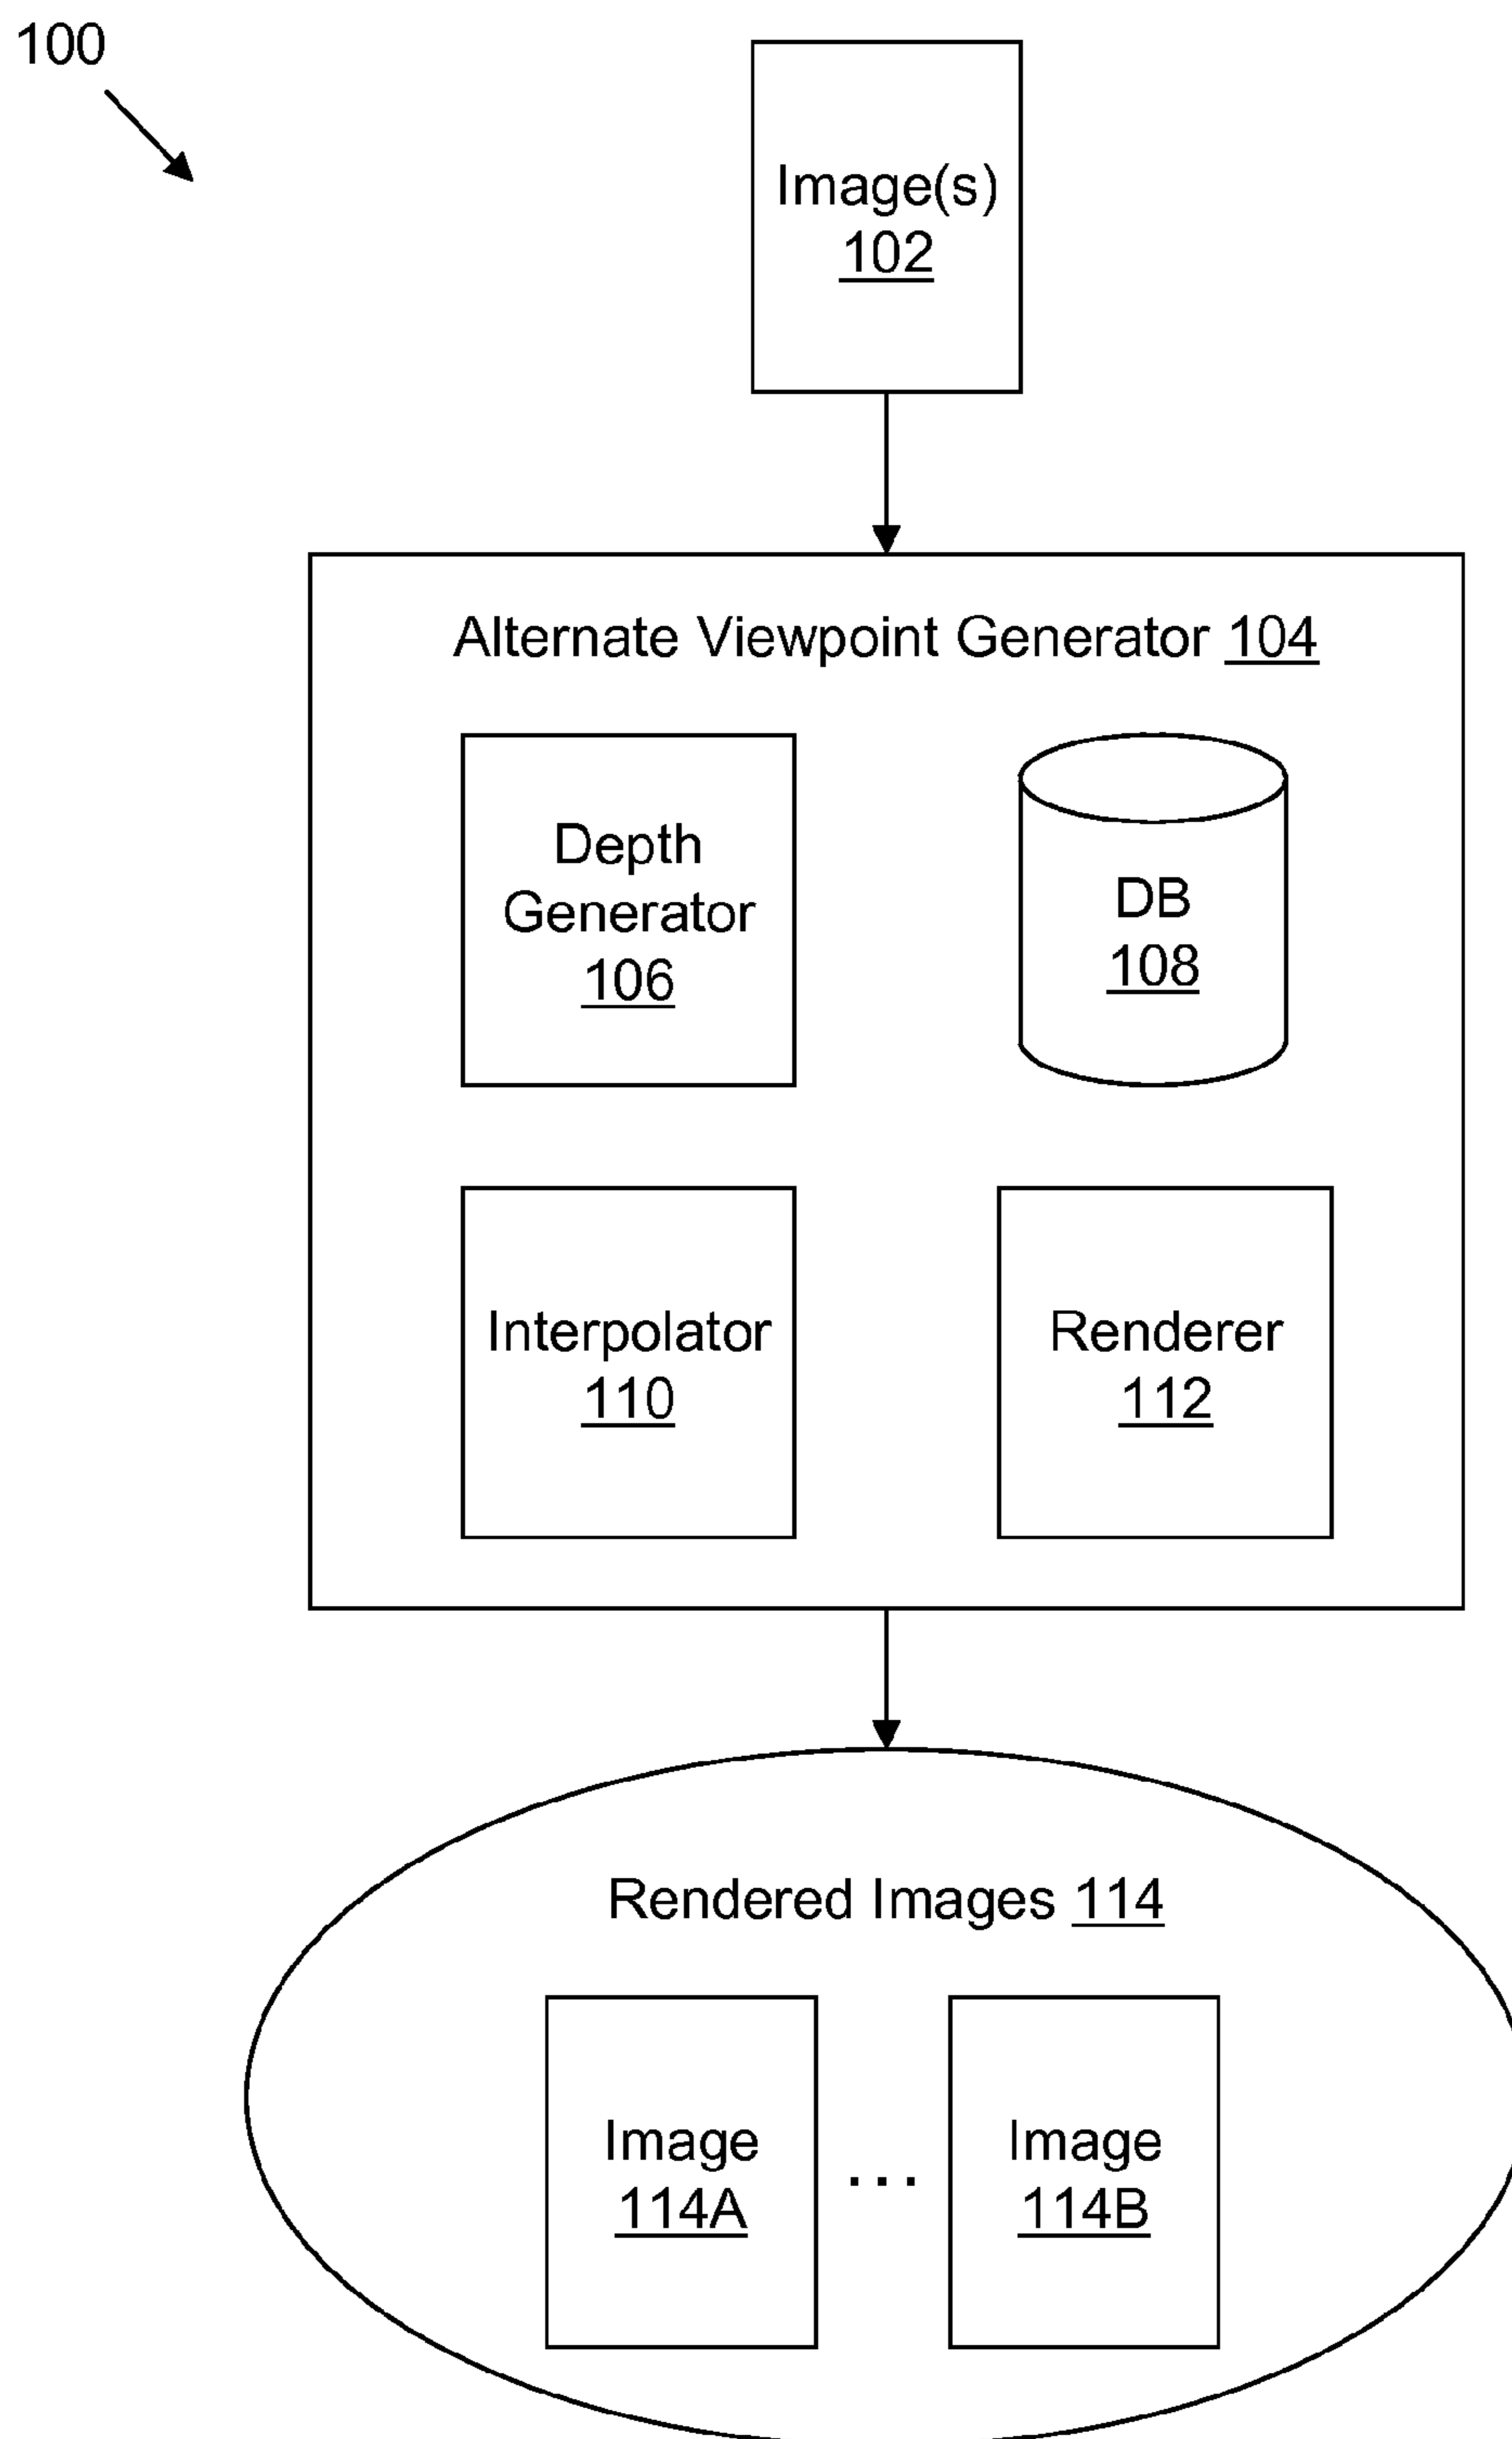 100
Image(s)
102
Alternate Viewpoint Generator 104
Depth
Generator
106
DB
108
Interpolator
110
Renderer
112
Rendered Images 114
Image
114A
...
Image
114B